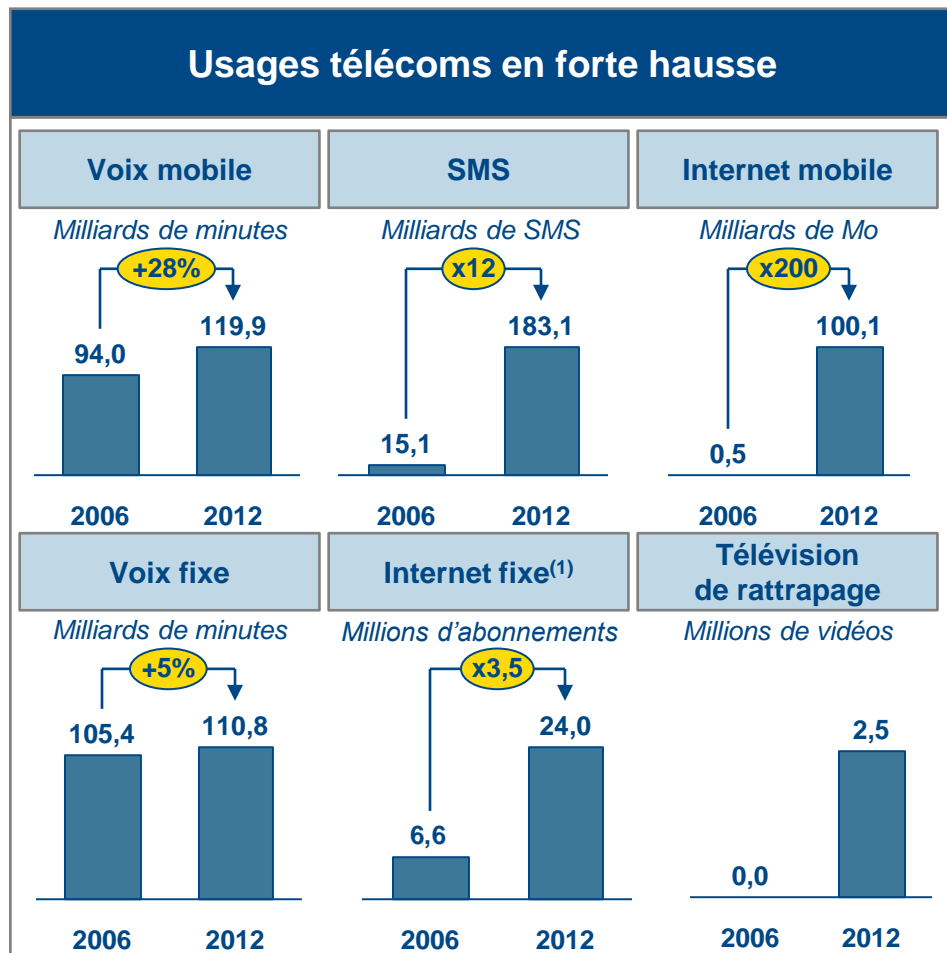 Usages télécoms en forte hausse
Voix mobile
Milliards de minutes
+28%
94,0
119,9
2006
2012
SMS
Milliards de SMS
x12
15,1
183,1
2006
2012
Internet mobile
Milliards de Mo
x200
0,5
100,1
2006
2012
Voix fixe
Milliards de minutes
+5%
105,4
110,8
2006
2012
Internet fixe(1)
Millions d’abonnements
x3,5
6,6
24,0
2006
2012
Télévision
de rattrapage
Millions de vidéos
0,0
2,5
2006
2012